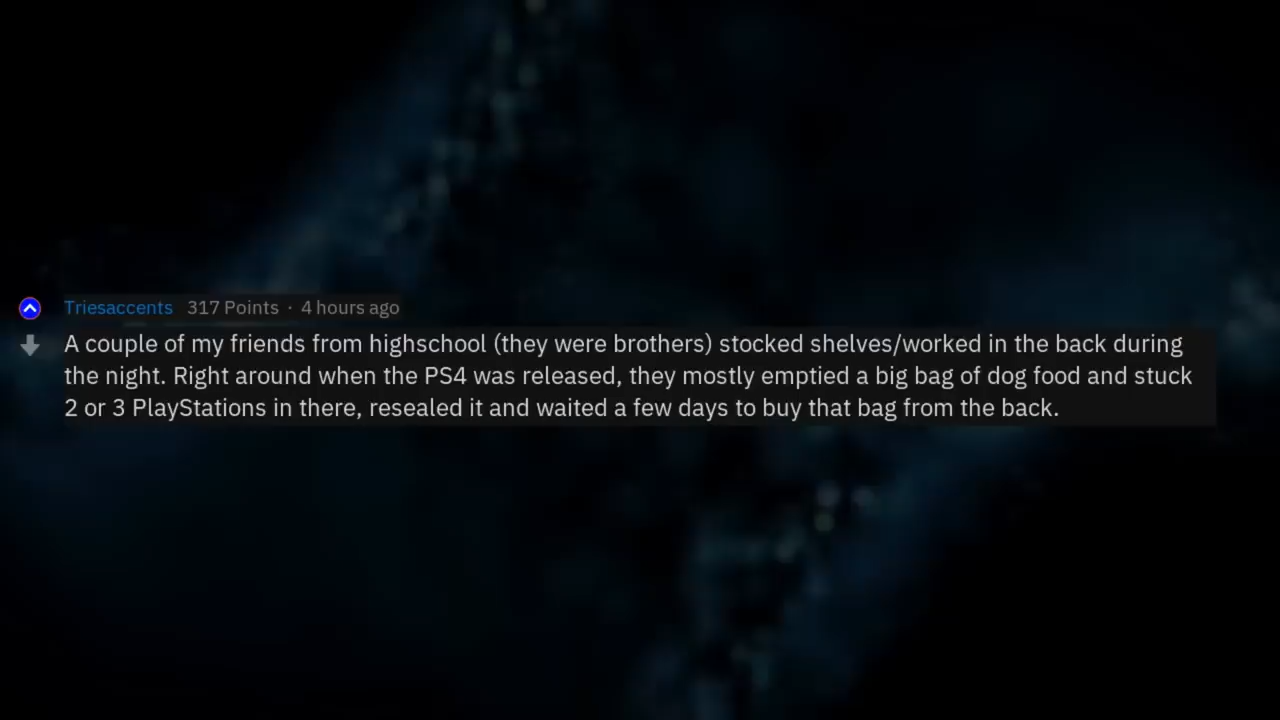 Triesaccents 317 Points · 4 hours ago
A couple of my friends from highschool (they were brothers) stocked shelves/worked in the back during
the night. Right around when the PS4 was released, they mostly emptied a big bag of dog food and stuck
2 or 3 PlayStations in there, resealed it and waited a few days to buy that bag from the back.